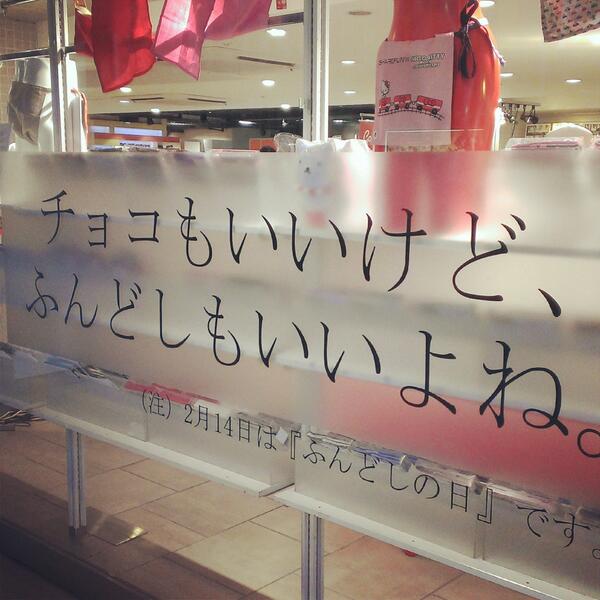 チョコもいいけど、
ふんどしもいいよね。
（注）2月14日は『ふんどしの日』です。